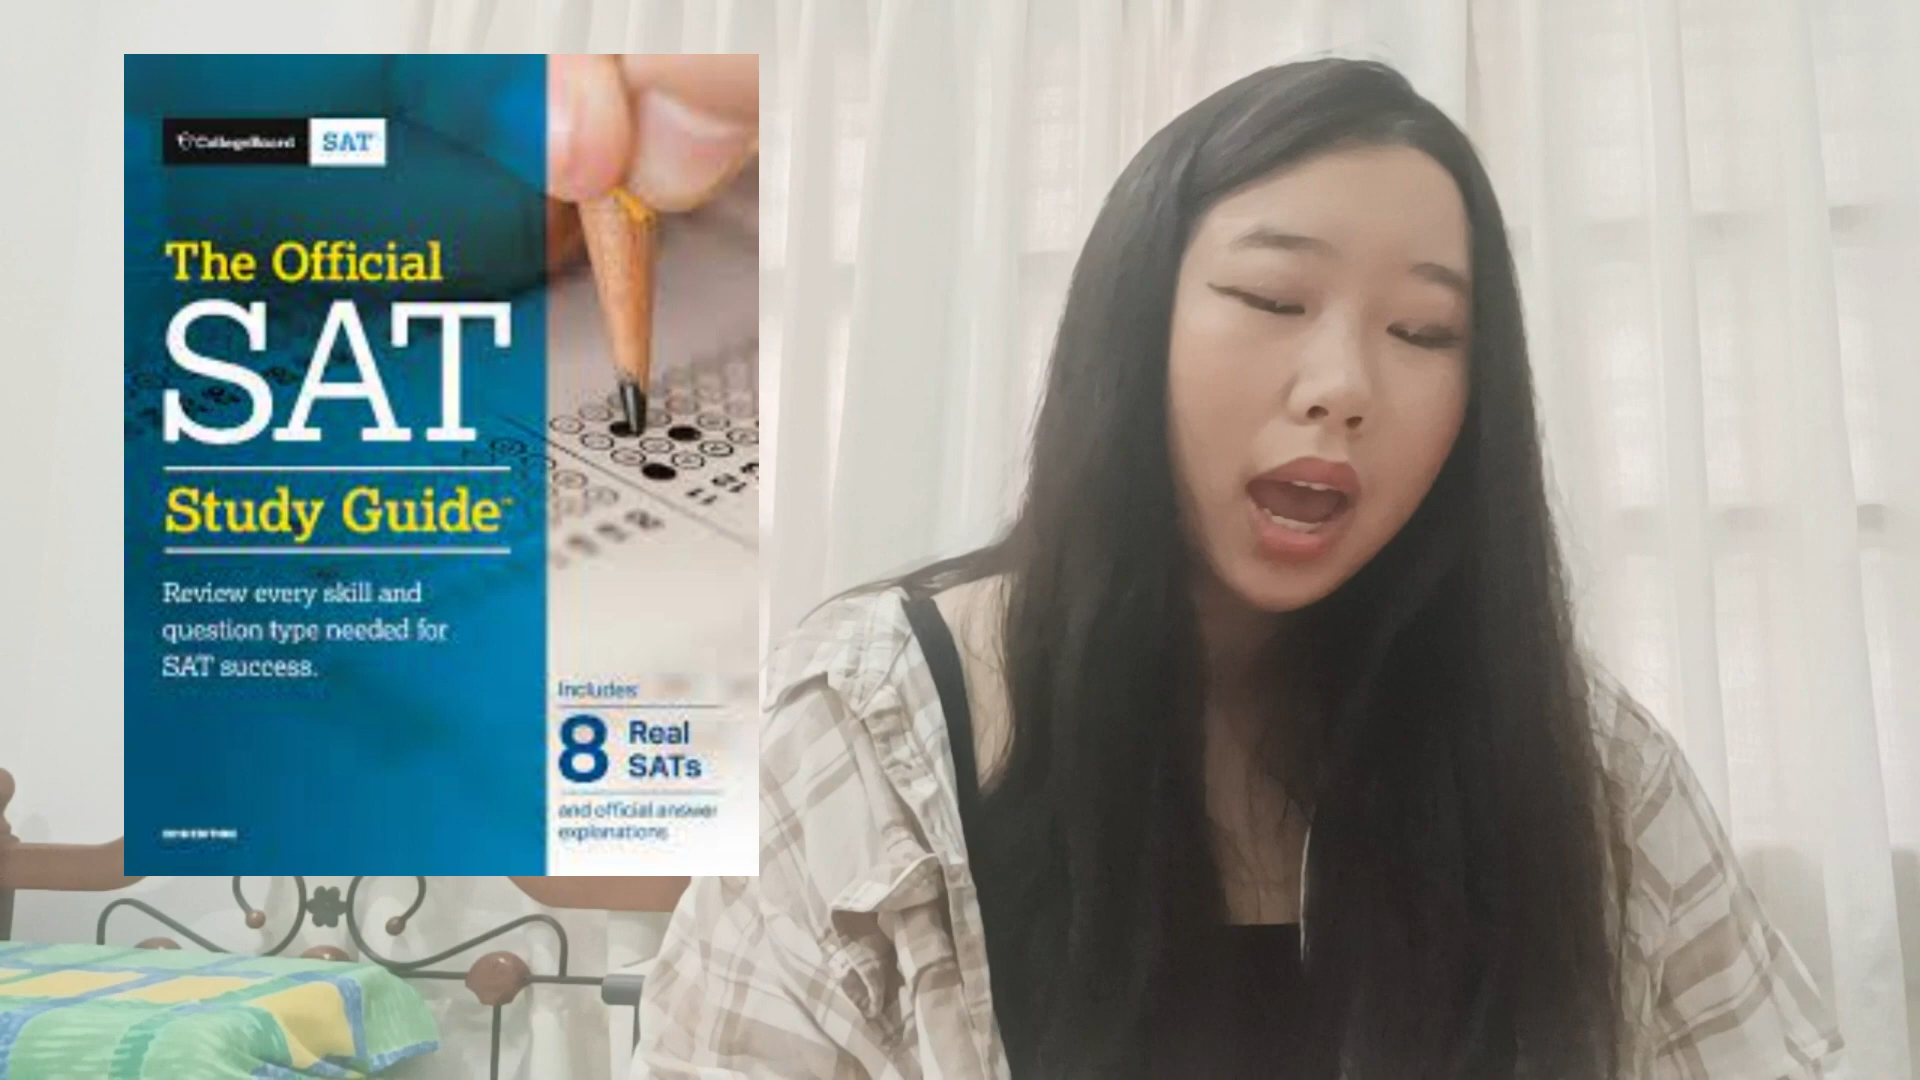 CollegeBoard SAT
The Official
SAT
Study Guide™
Review every skill and
question type needed for
SAT success.
Includes:
8 Real
SATs
and official answer
explanations